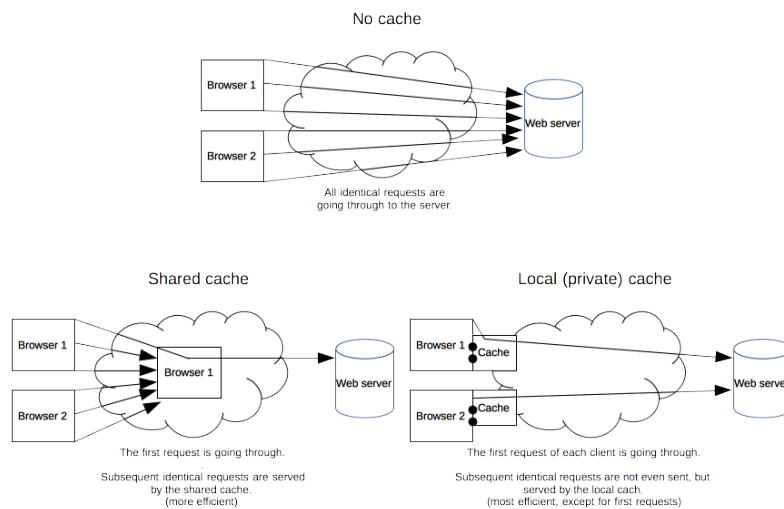 No cache
Browser 1
Browser 2
Web server
All identical requests are
going through to the server.
Shared cache
Browser 1
Browser 2
Browser 1
Web server
The first request is going through.
Subsequent identical requests are served
by the shared cache.
(more efficient)
Local (private) cache
Browser 1
Cache
Browser 2
Cache
Web serve
The first request of each client is going through.
Subsequent identical requests are not even sent, but
served by the local cach.
(most efficient, except for first requests)